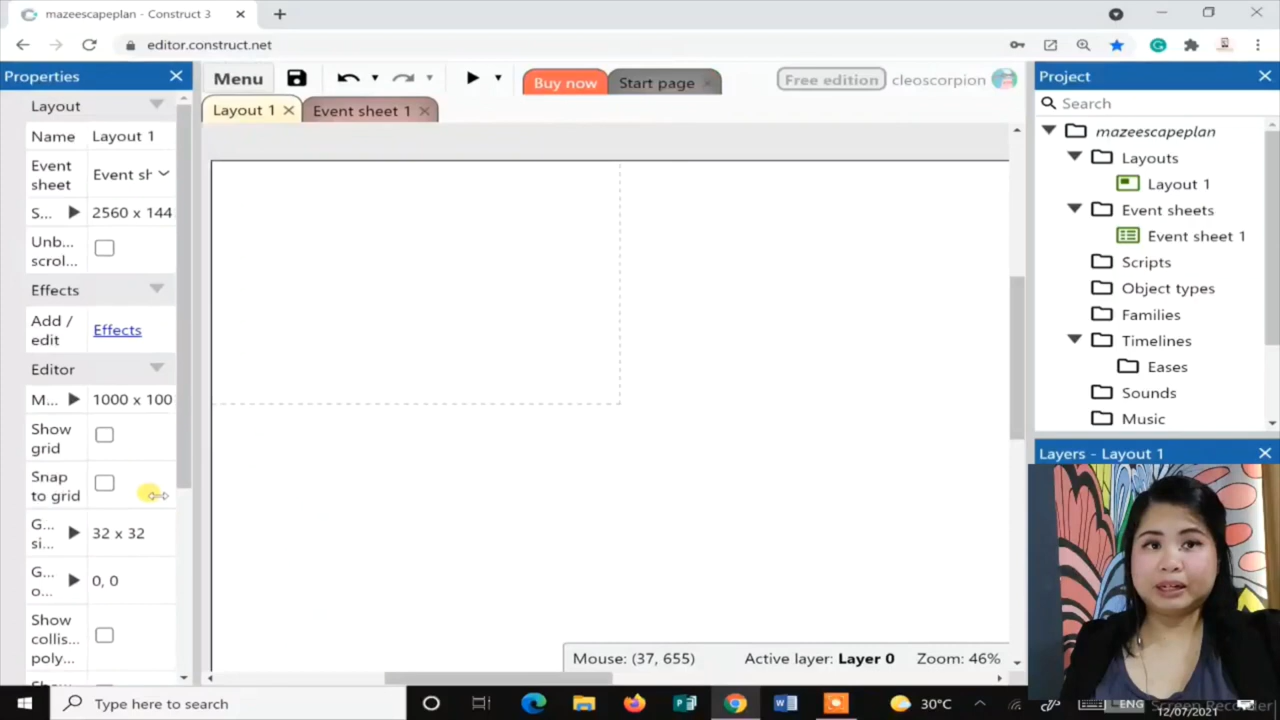 mazeescapeplan - Construct 3
editor.construct.net
Properties
Menu
Buy now
Start page
Free edition
cleoscorpion
Project
Layout
Layout 1
Event sheet 1
Search
Name
Layout 1
mazeescapeplan
Event sheet
Event sh
Layouts
Layout 1
S...
2560 x 144
Event sheets
Unb... scrol...
Event sheet 1
Scripts
Effects
Object types
Add / edit
Effects
Families
Timelines
Editor
Eases
M...
1000 x 100
Sounds
Show grid
Music
Snap to grid
Layers - Layout 1
G... si...
32 x 32
G... o...
0, 0
Show collis... poly...
Mouse: (37, 655)
Active layer: Layer 0
Zoom: 46%
Type here to search
30°C
ENG
12/07/2021
Screen Recorder